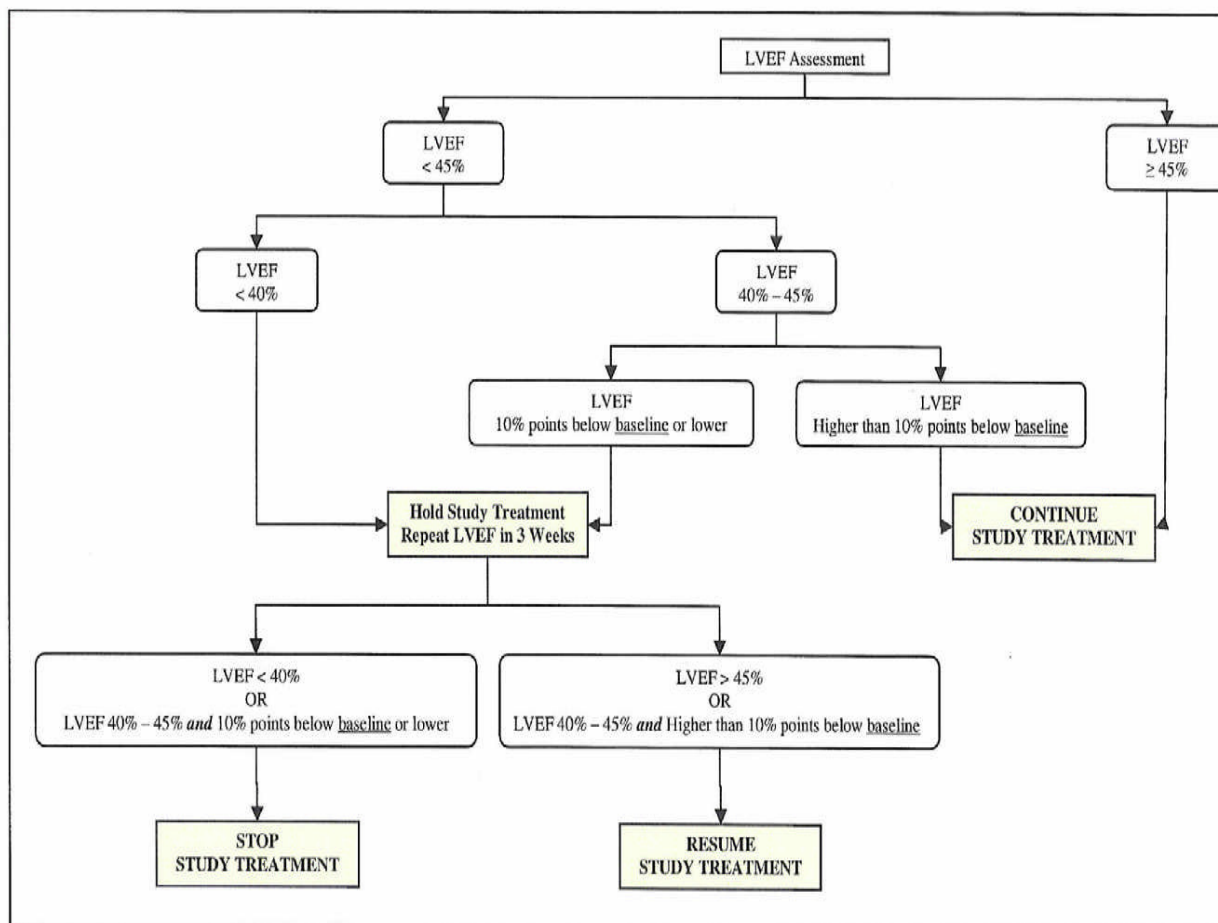 LVEF Assessment
LVEF
< 45%
LVEF
≥ 45%
LVEF
< 40%
LVEF
40% – 45%
LVEF
10% points below baseline or lower
LVEF
Higher than 10% points below baseline
Hold Study Treatment
Repeat LVEF in 3 Weeks
CONTINUE
STUDY TREATMENT
LVEF < 40%
OR
LVEF 40% – 45% and 10% points below baseline or lower
LVEF > 45%
OR
LVEF 40% – 45% and Higher than 10% points below baseline
STOP
STUDY TREATMENT
RESUME
STUDY TREATMENT